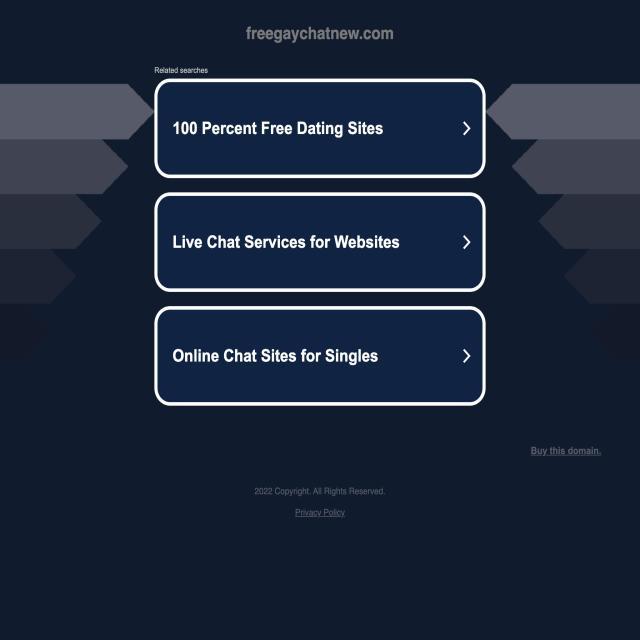 freegaychatnew.com
Related searches
100 Percent Free Dating Sites
Live Chat Services for Websites
Online Chat Sites for Singles
Buy this domain.
2022 Copyright. All Rights Reserved.
Privacy Policy